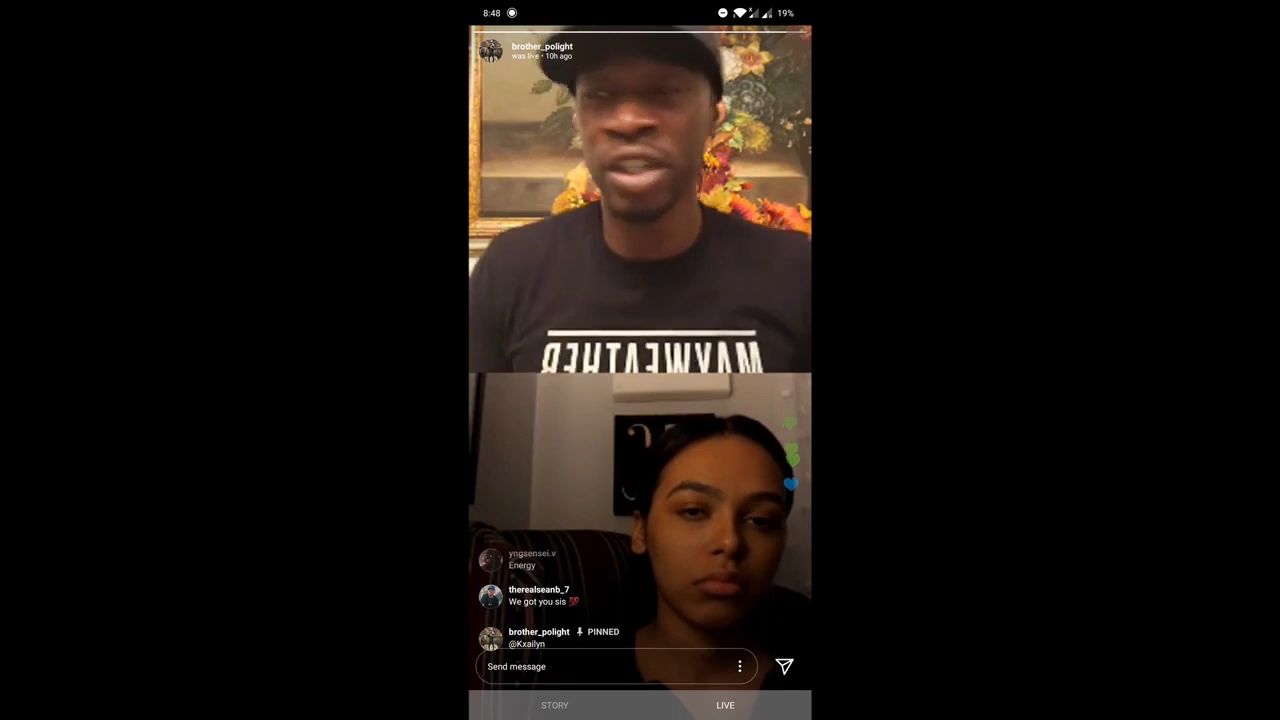 8:48
19%
brother_polight
was live • 10h ago
MAYWEATHER
yngsensei.v
Energy
therealseanb_7
We got you sis 💯
brother_polight PINNED
@Kxailyn
Send message
STORY LIVE